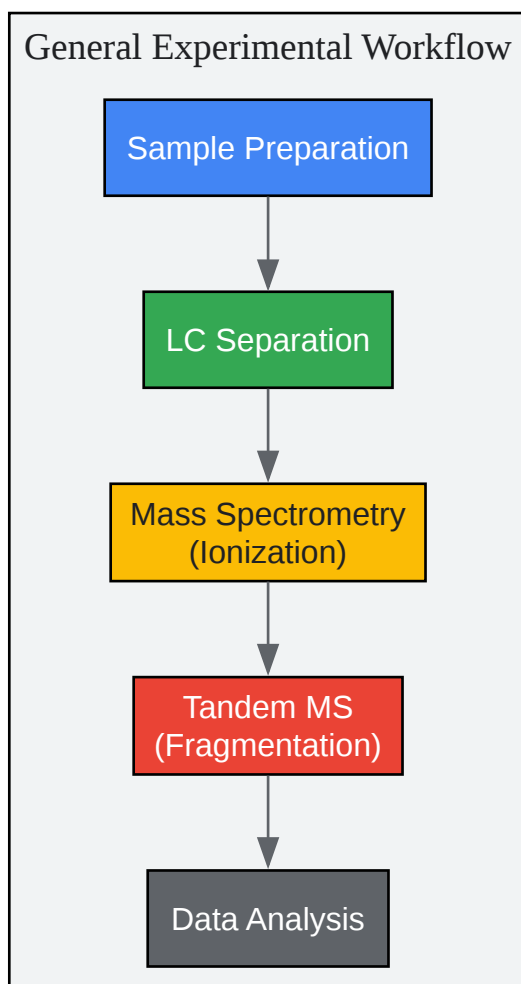 General Experimental Workflow
Sample Preparation
LC Separation
Mass Spectrometry
(Ionization)
Tandem MS
(Fragmentation)
Data Analysis